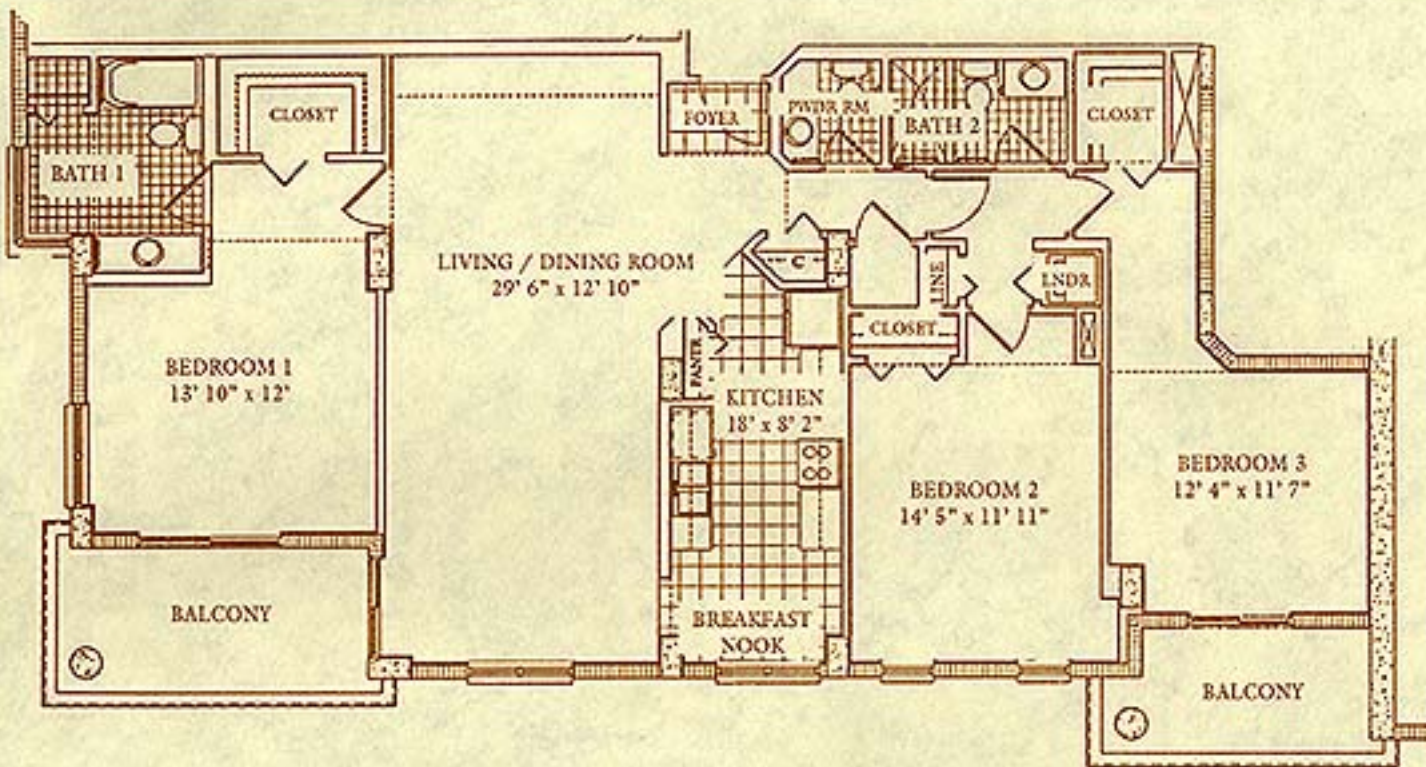 BATH 1
CLOSET
FOYER
PWDR RM
BATH 2
CLOSET
LIVING / DINING ROOM
29' 6" x 12' 10"
C
LINE
LNDR
CLOSET
BEDROOM 1
13' 10" x 12'
PANTR
KITCHEN
18' x 8' 2"
BEDROOM 2
14' 5" x 11' 11"
BEDROOM 3
12' 4" x 11' 7"
BALCONY
BREAKFAST
NOOK
BALCONY